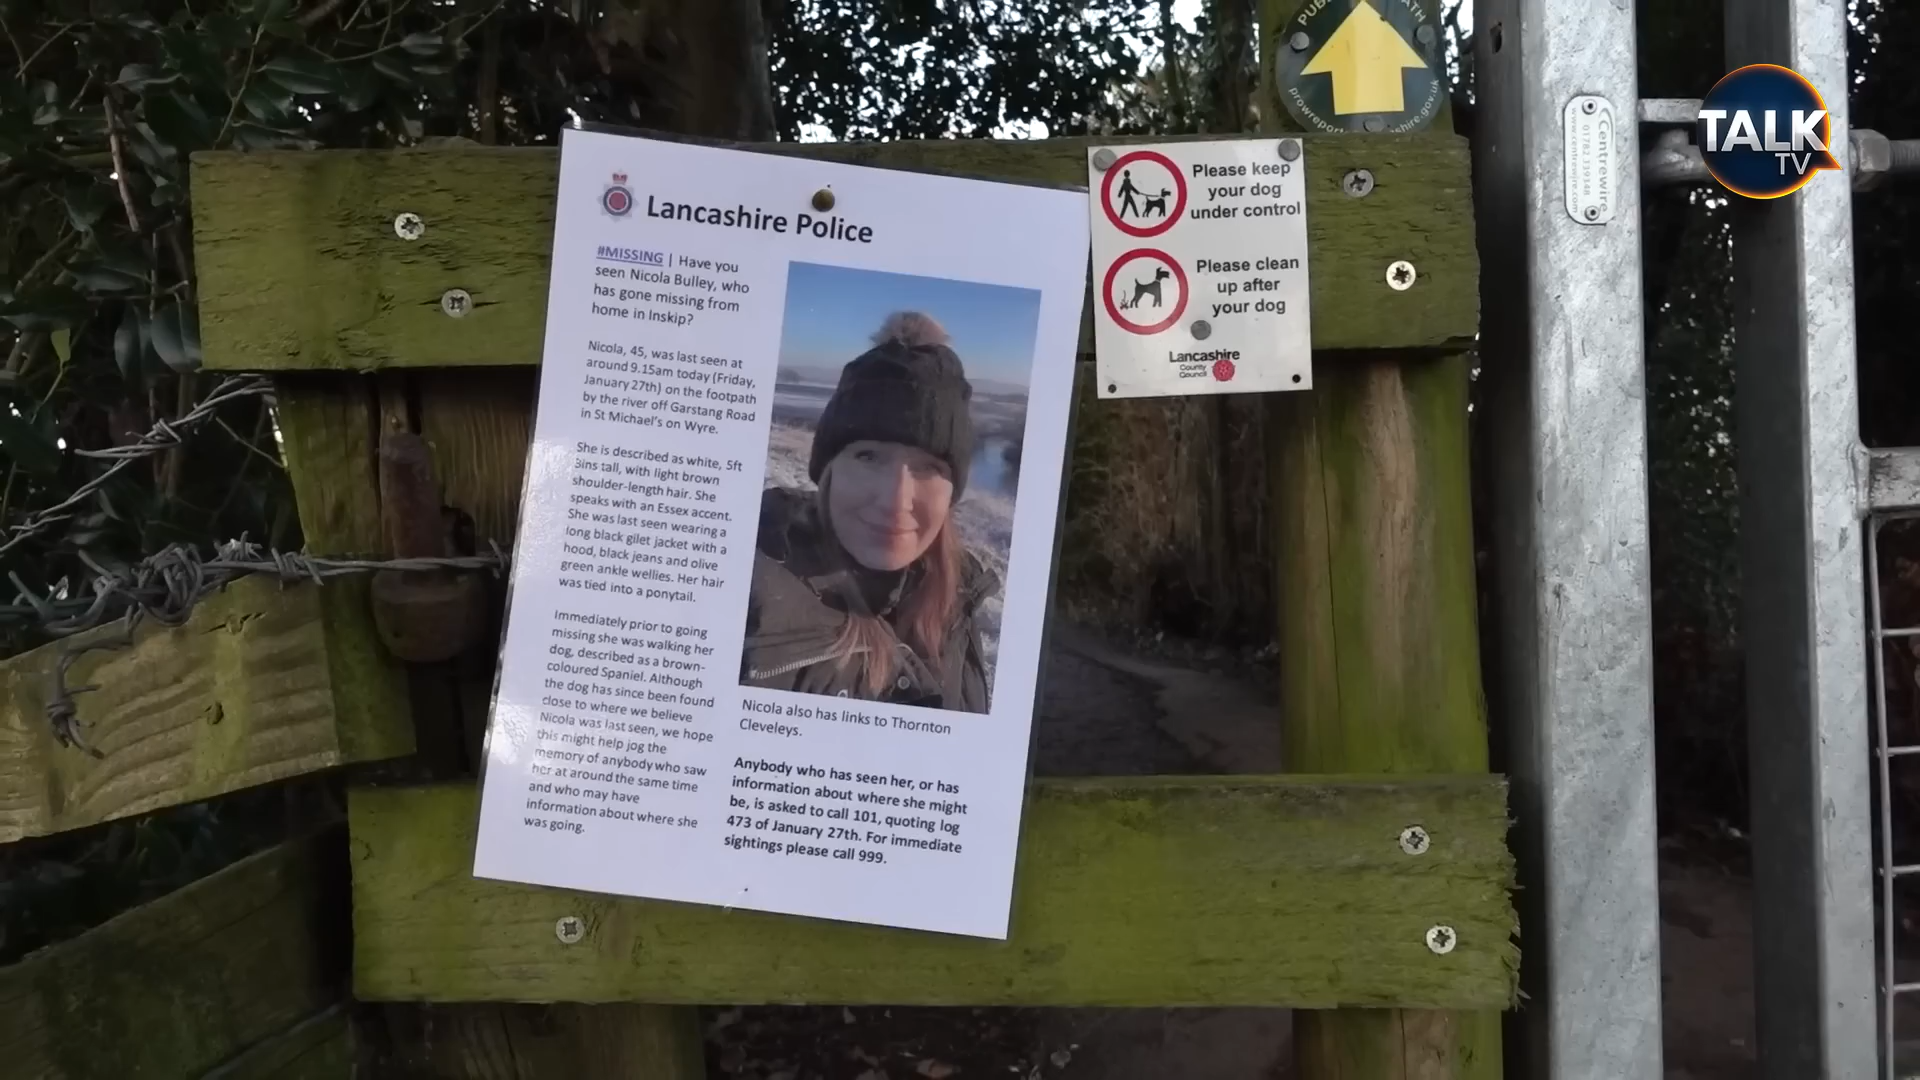 Lancashire Police
#MISSING | Have you
seen Nicola Bulley, who
has gone missing from
home in Inskip?
Nicola, 45, was last seen at
around 9.15am today (Friday,
January 27th) on the footpath
by the river off Garstang Road
in St Michael's on Wyre.
She is described as white, 5ft
3ins tall, with light brown
shoulder-length hair. She
speaks with an Essex accent.
She was last seen wearing a
long black gilet jacket with a
hood, black jeans and olive
green ankle wellies. Her hair
was tied into a ponytail.
Immediately prior to going
missing she was walking her
dog, described as a brown-
coloured Spaniel. Although
the dog has since been found
close to where we believe
Nicola was last seen, we hope
this might help jog the
memory of anybody who saw
her at around the same time
and who may have
information about where she
was going.
Nicola also has links to Thornton
Cleveleys.
Anybody who has seen her, or has
information about where she might
be, is asked to call 101, quoting log
473 of January 27th. For immediate
sightings please call 999.
Please keep
your dog
under control
Please clean
up after
your dog
Lancashire
County
Council
Centrewire
01782 339348
www.centrewire.com
TALK
TV